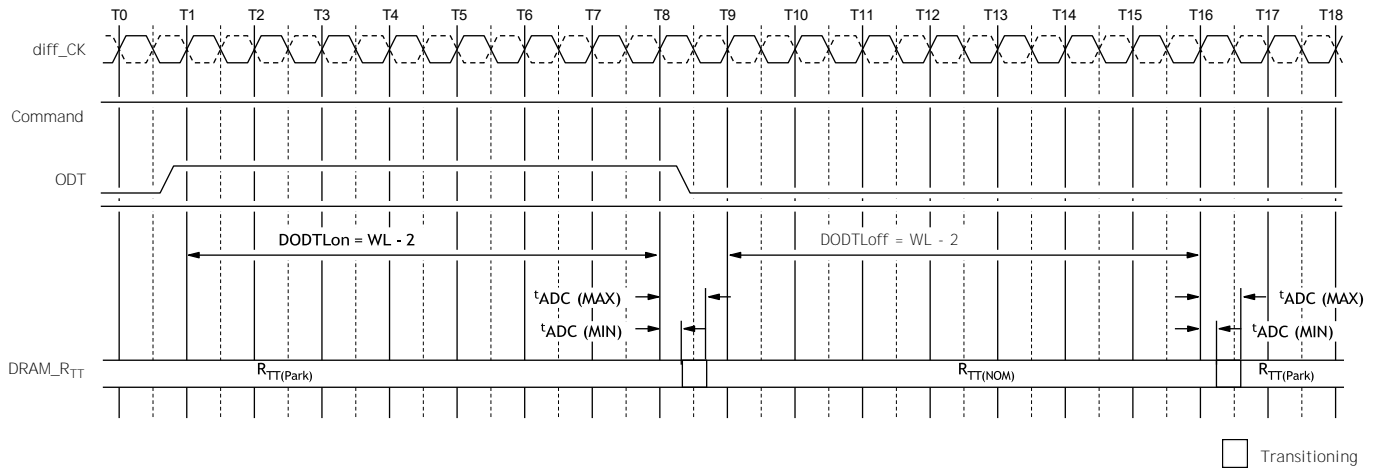 T0 T1 T2 T3 T4 T5 T6 T7 T8 T9 T10 T11 T12 T13 T14 T15 T16 T17 T18
diff_CK
Command
ODT
DODTLon = WL - 2 DODTLoff = WL - 2
tADC (MAX) tADC (MAX)
tADC (MIN) tADC (MIN)
DRAM_RTT RTT(Park) RTT(NOM) RTT(Park)
Transitioning